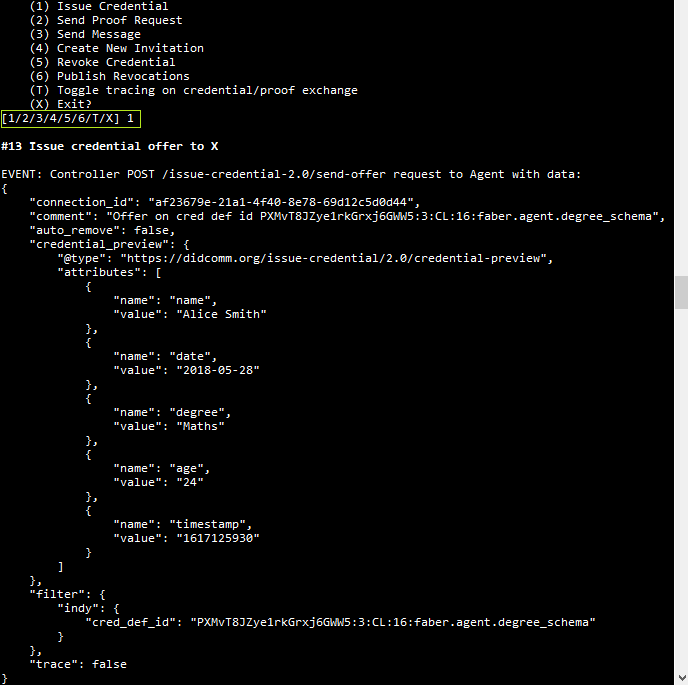 (1) Issue Credential
(2) Send Proof Request
(3) Send Message
(4) Create New Invitation
(5) Revoke Credential
(6) Publish Revocations
(T) Toggle tracing on credential/proof exchange
(X) Exit?
[1/2/3/4/5/6/T/X] 1
#13 Issue credential offer to X
EVENT: Controller POST /issue-credential-2.0/send-offer request to Agent with data:
{
"connection_id": "af23679e-21a1-4f40-8e78-69d12c5d0d44",
"comment": "Offer on cred def id PXMvT8JZye1rkGrxj6GWW5:3:CL:16:faber.agent.degree_schema",
"auto_remove": false,
"credential_preview": {
"@type": "https://didcomm.org/issue-credential/2.0/credential-preview",
"attributes": [
{
"name": "name",
"value": "Alice Smith"
},
{
"name": "date",
"value": "2018-05-28"
},
{
"name": "degree",
"value": "Maths"
},
{
"name": "age",
"value": "24"
},
{
"name": "timestamp",
"value": "1617125930"
}
]
},
"filter": {
"indy": {
"cred_def_id": "PXMvT8JZye1rkGrxj6GWW5:3:CL:16:faber.agent.degree_schema"
}
},
"trace": false
}